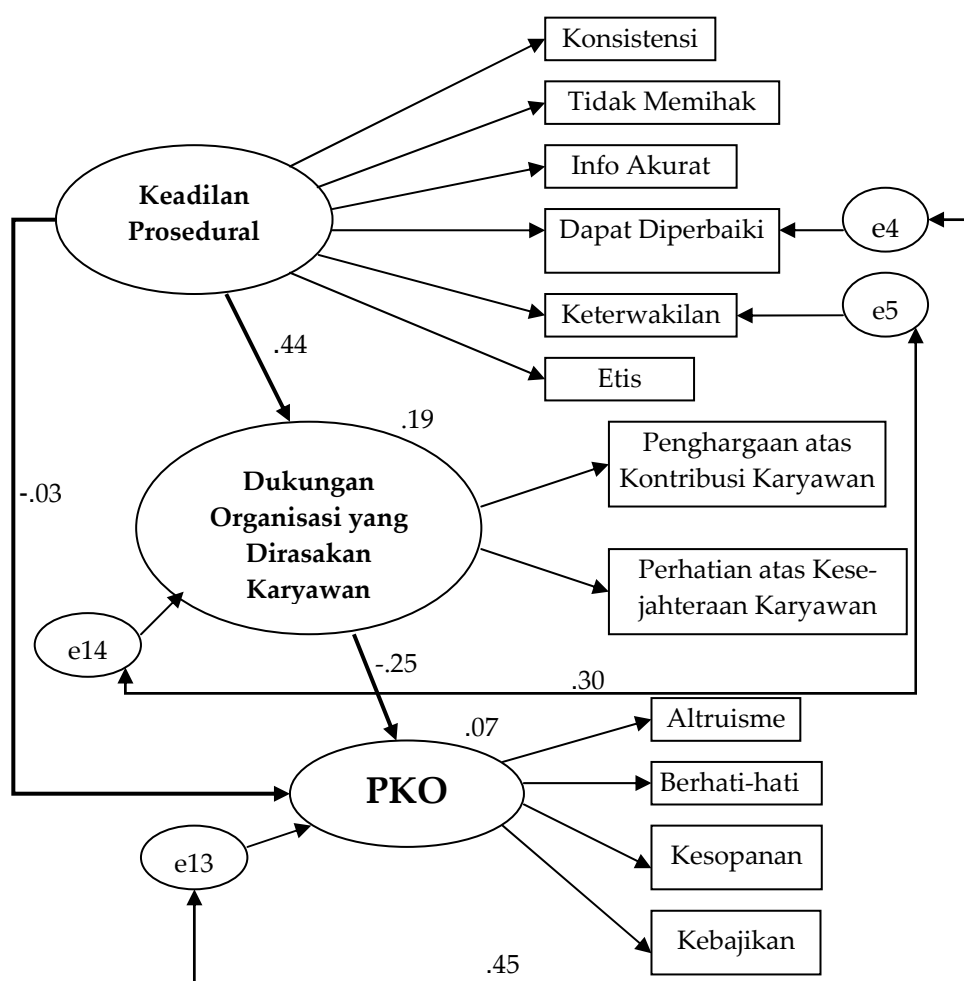 Konsistensi
Tidak Memihak
Info Akurat
Keadilan
Prosedural
Dapat Diperbaiki
e4
Keterwakilan
e5
Etis
.44
.19
-.03
Dukungan
Organisasi yang
Dirasakan
Karyawan
Penghargaan atas
Kontribusi Karyawan
Perhatian atas Kese-
jahteraan Karyawan
e14
-.25
.30
.07
Altruisme
PKO
Berhati-hati
e13
Kesopanan
Kebajikan
.45